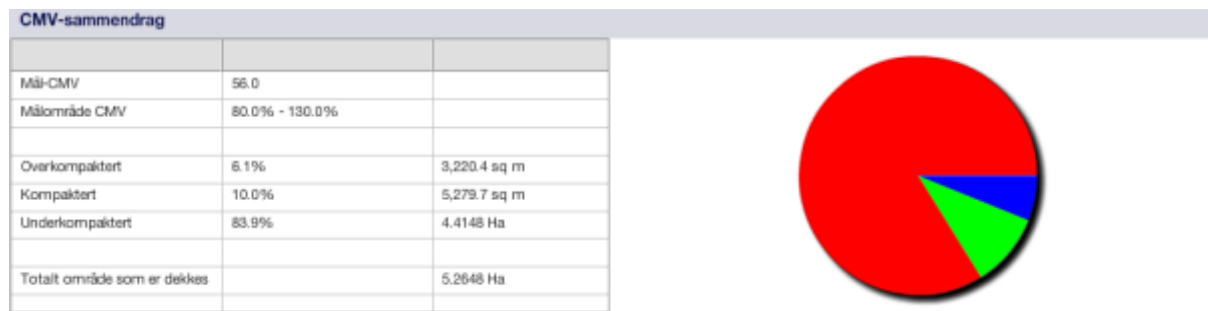 CMV-sammendrag
Mål-CMV 56.0
Målområde CMV 80.0% - 130.0%
Overkompaktert 6.1% 3,220.4 sq m
Kompaktert 10.0% 5,279.7 sq m
Underkompaktert 83.9% 4.4148 Ha
Totalt område som er dekkes 5.2648 Ha